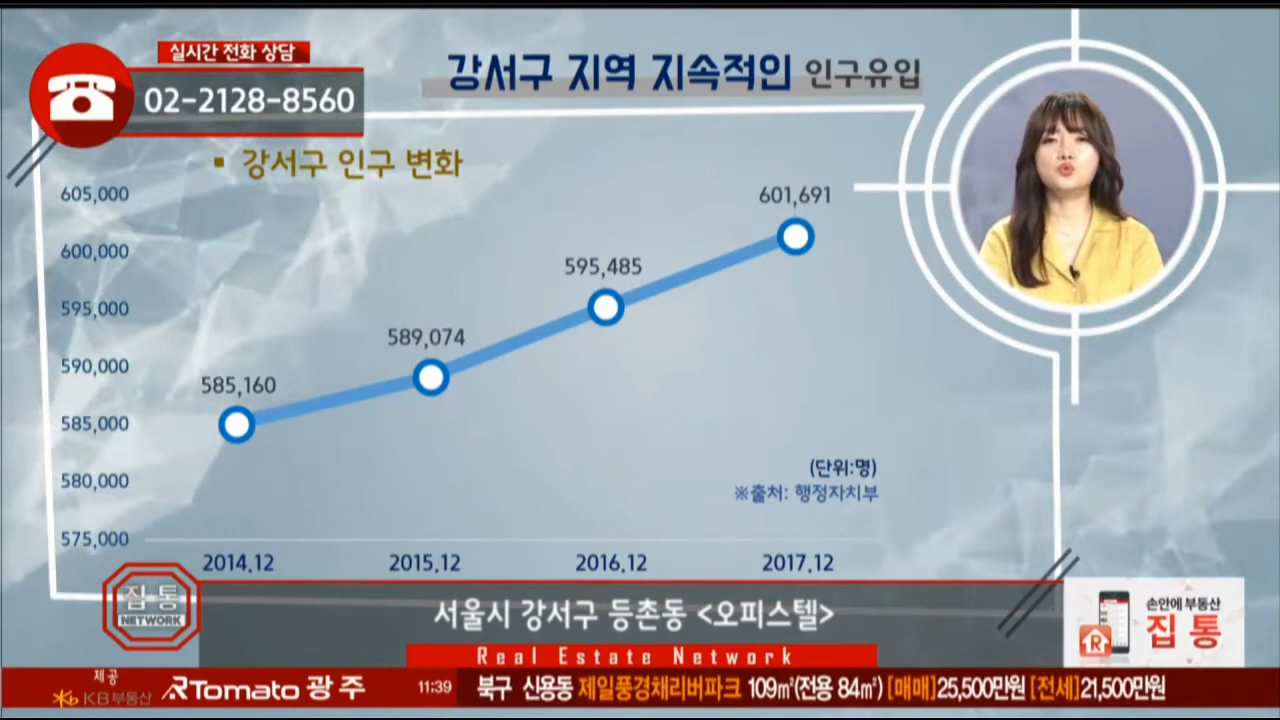 실시간 전화 상담
02-2128-8560
강서구 지역 지속적인 인구유입
▪ 강서구 인구 변화
605,000
600,000
595,000
590,000
585,000
580,000
575,000
585,160
589,074
595,485
601,691
(단위:명)
※출처: 행정자치부
2014.12 2015.12 2016.12 2017.12
집통
NETWORK
서울시 강서구 등촌동 <오피스텔>
Real Estate Network
손안에 부동산
집통
제공
KB부동산
RTomato 광주
11:39
북구 신용동 제일풍경채리버파크 109㎡(전용 84㎡) [매매]25,500만원 [전세]21,500만원